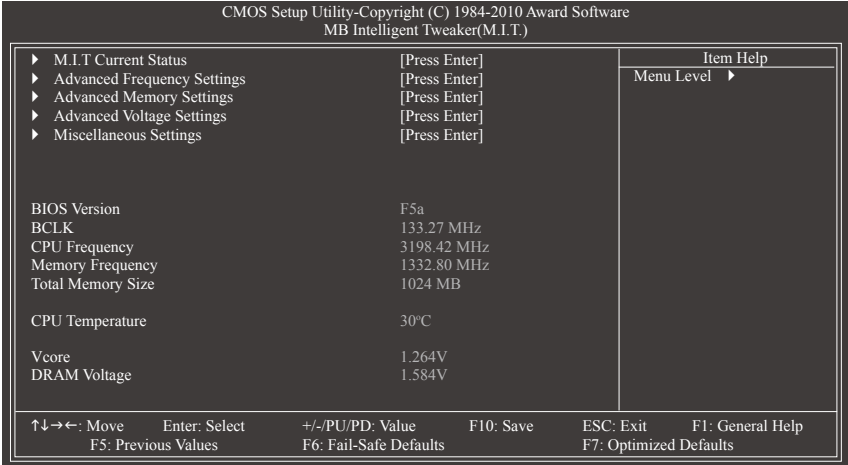 CMOS Setup Utility-Copyright (C) 1984-2010 Award Software
MB Intelligent Tweaker(M.I.T.)
M.I.T Current Status [Press Enter]
Advanced Frequency Settings [Press Enter]
Advanced Memory Settings [Press Enter]
Advanced Voltage Settings [Press Enter]
Miscellaneous Settings [Press Enter]
Item Help
Menu Level
BIOS Version F5a
BCLK 133.27 MHz
CPU Frequency 3198.42 MHz
Memory Frequency 1332.80 MHz
Total Memory Size 1024 MB
CPU Temperature 30ºC
Vcore 1.264V
DRAM Voltage 1.584V
↑↓→←: Move Enter: Select +/-/PU/PD: Value F10: Save ESC: Exit F1: General Help
F5: Previous Values F6: Fail-Safe Defaults F7: Optimized Defaults